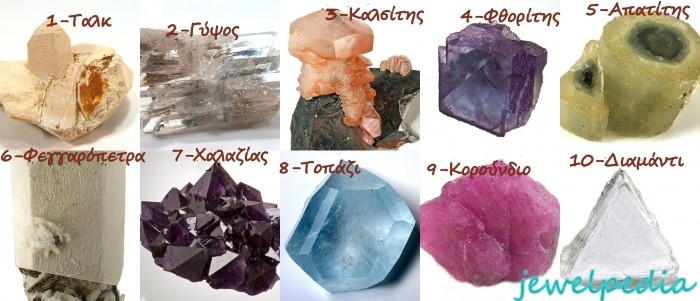 1-Ταλκ
2-Γύψος
3-Καλσίτης
4-Φθορίτης
5-Απατίτης
6-Φεγγαρόπετρα
7-Χαλαζίας
8-Τοπάζι
9-Κορούνδιο
10-Διαμάντι
jewelpedia